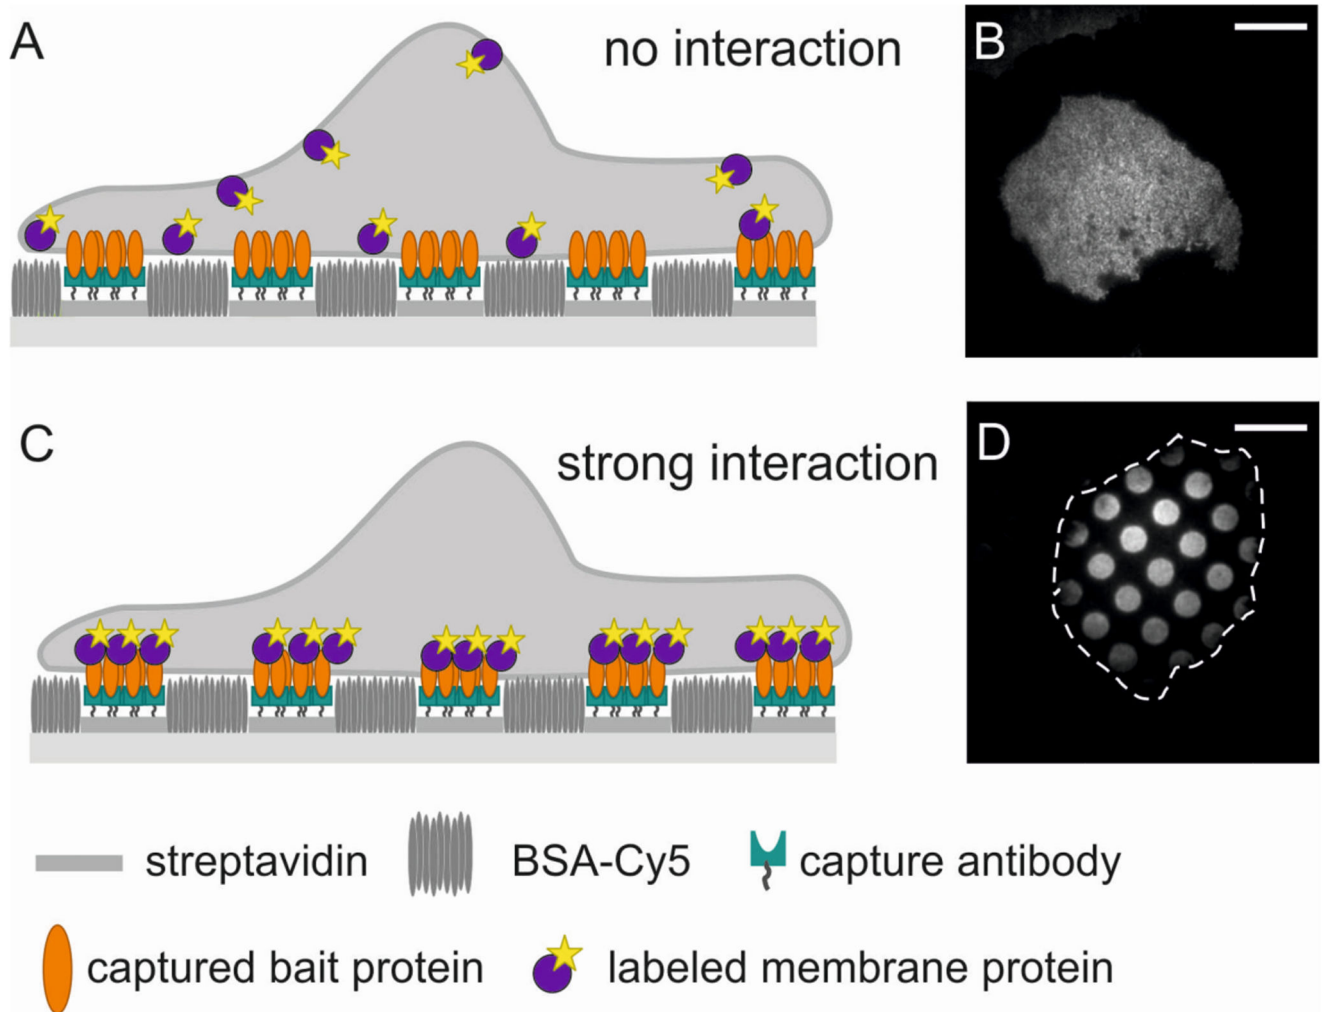 A
no interaction
B
C
strong interaction
D
streptavidin
BSA-Cy5
capture antibody
captured bait protein
labeled membrane protein